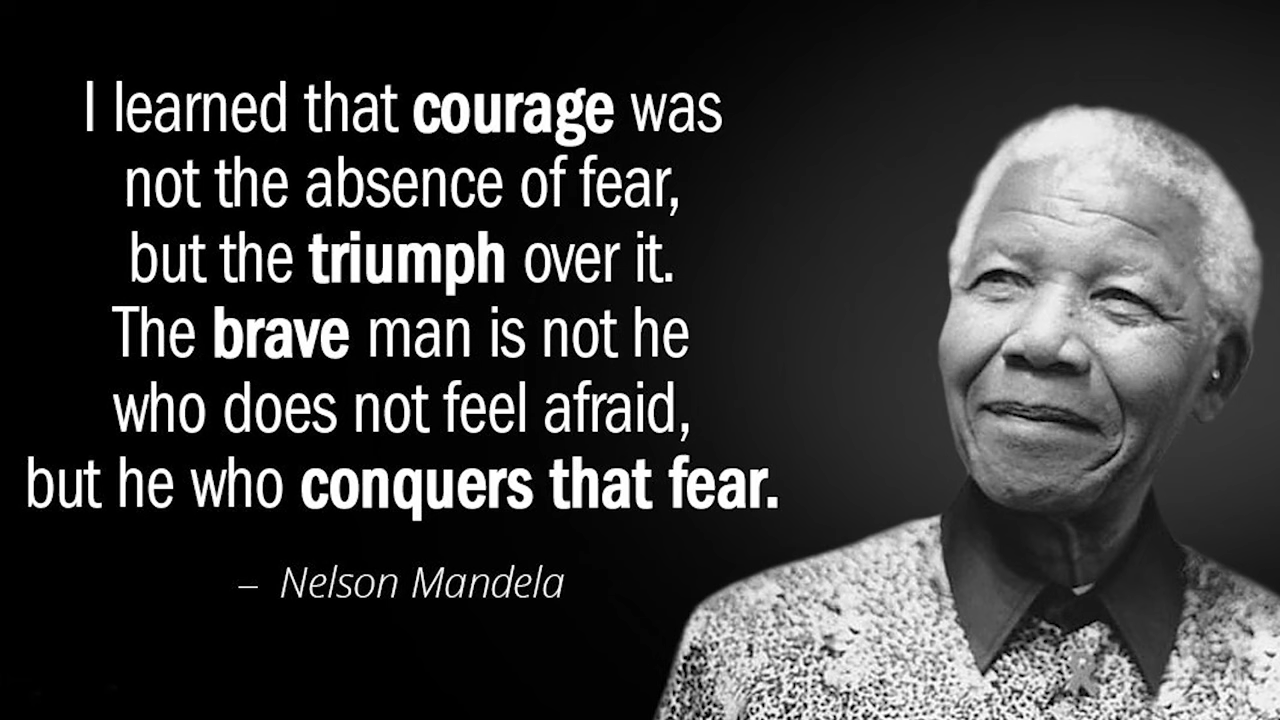 I learned that courage was
not the absence of fear,
but the triumph over it.
The brave man is not he
who does not feel afraid,
but he who conquers that fear.
– Nelson Mandela